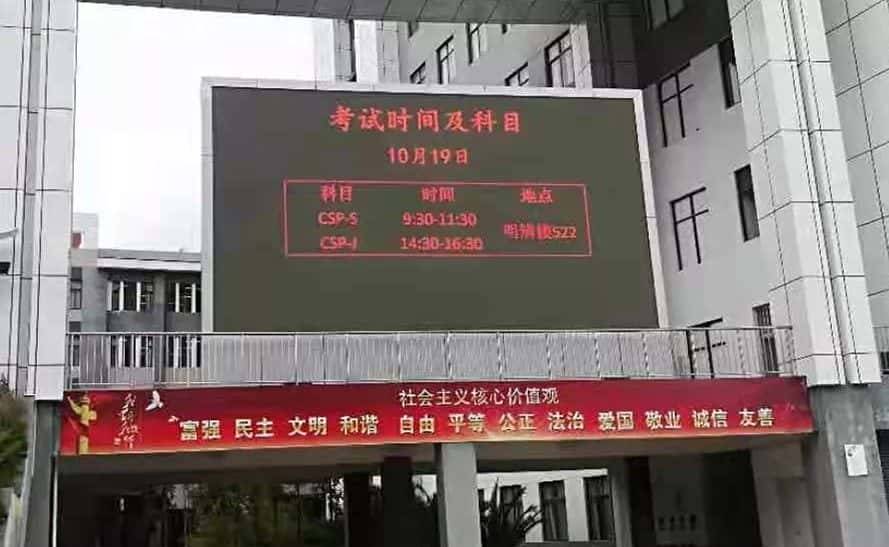 考试时间及科目
10月19日
科目 时间 地点
CSP-S 9:30-11:30
CSP-J 14:30-16:30
明 楼522
社会主义核心价值观
富强 民主 文明 和谐 自由 平等 公正 法治 爱国 敬业 诚信 友善